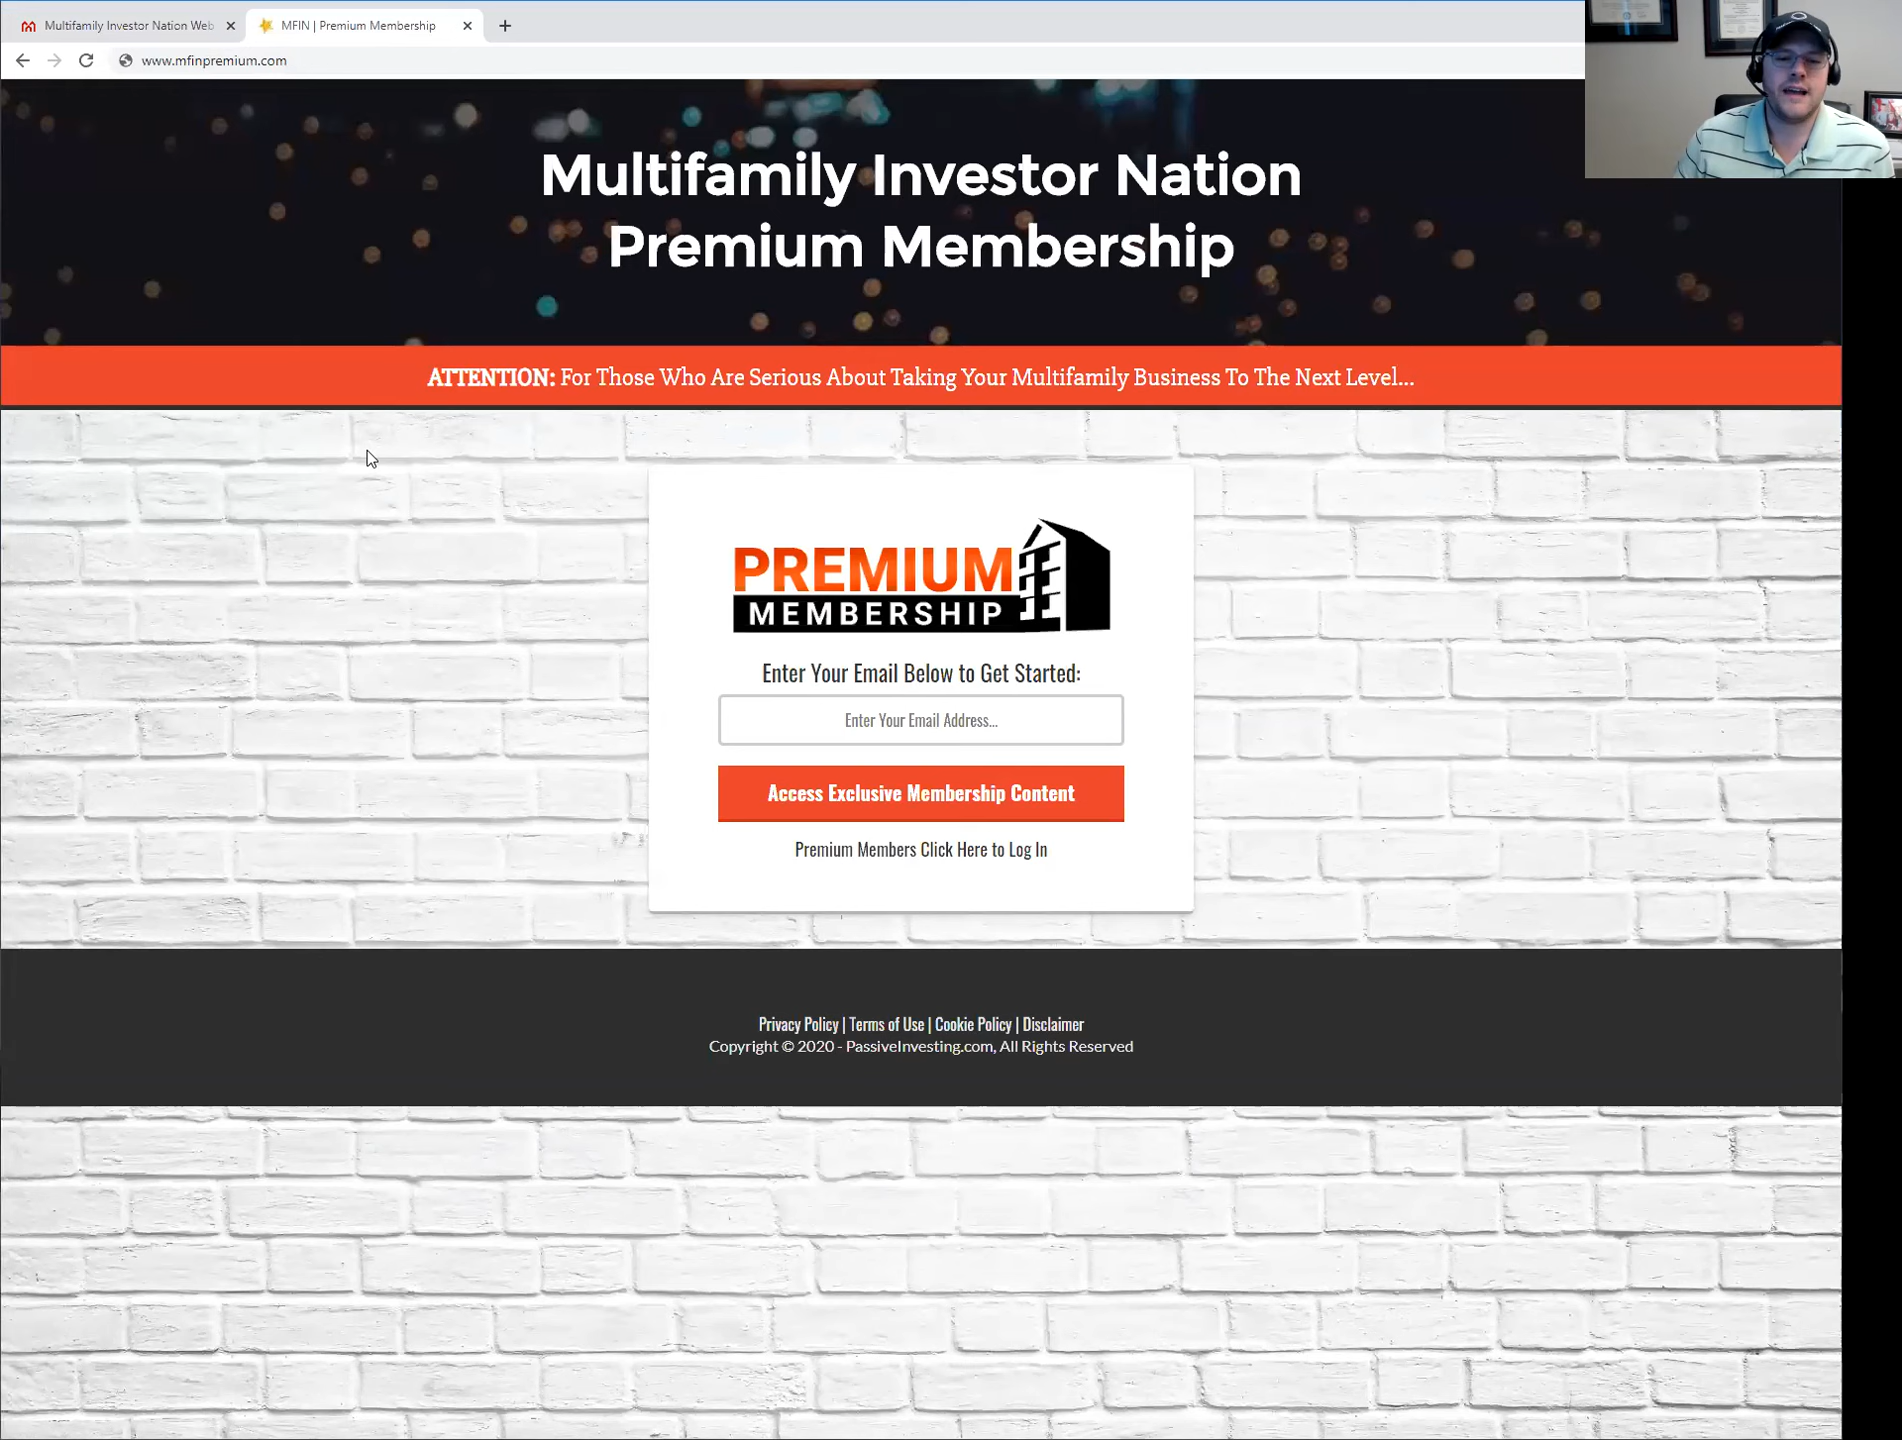 Multifamily Investor Nation Web
MFIN | Premium Membership
www.mfinpremium.com
Multifamily Investor Nation
Premium Membership
ATTENTION: For Those Who Are Serious About Taking Your Multifamily Business To The Next Level...
PREMIUM
MEMBERSHIP
Enter Your Email Below to Get Started:
Enter Your Email Address...
Access Exclusive Membership Content
Premium Members Click Here to Log In
Privacy Policy | Terms of Use | Cookie Policy | Disclaimer
Copyright © 2020 - PassiveInvesting.com, All Rights Reserved